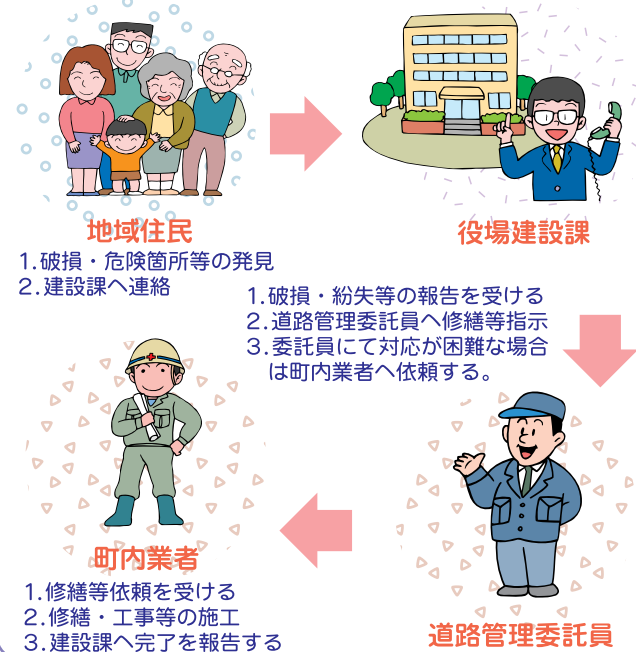 地域住民
1.破損・危険箇所等の発見
2.建設課へ連絡
役場建設課
1.破損・紛失等の報告を受ける
2.道路管理委託員へ修繕等指示
3.委託員にて対応が困難な場合
は町内業者へ依頼する。
道路管理委託員
町内業者
1.修繕等依頼を受ける
2.修繕・工事等の施工
3.建設課へ完了を報告する